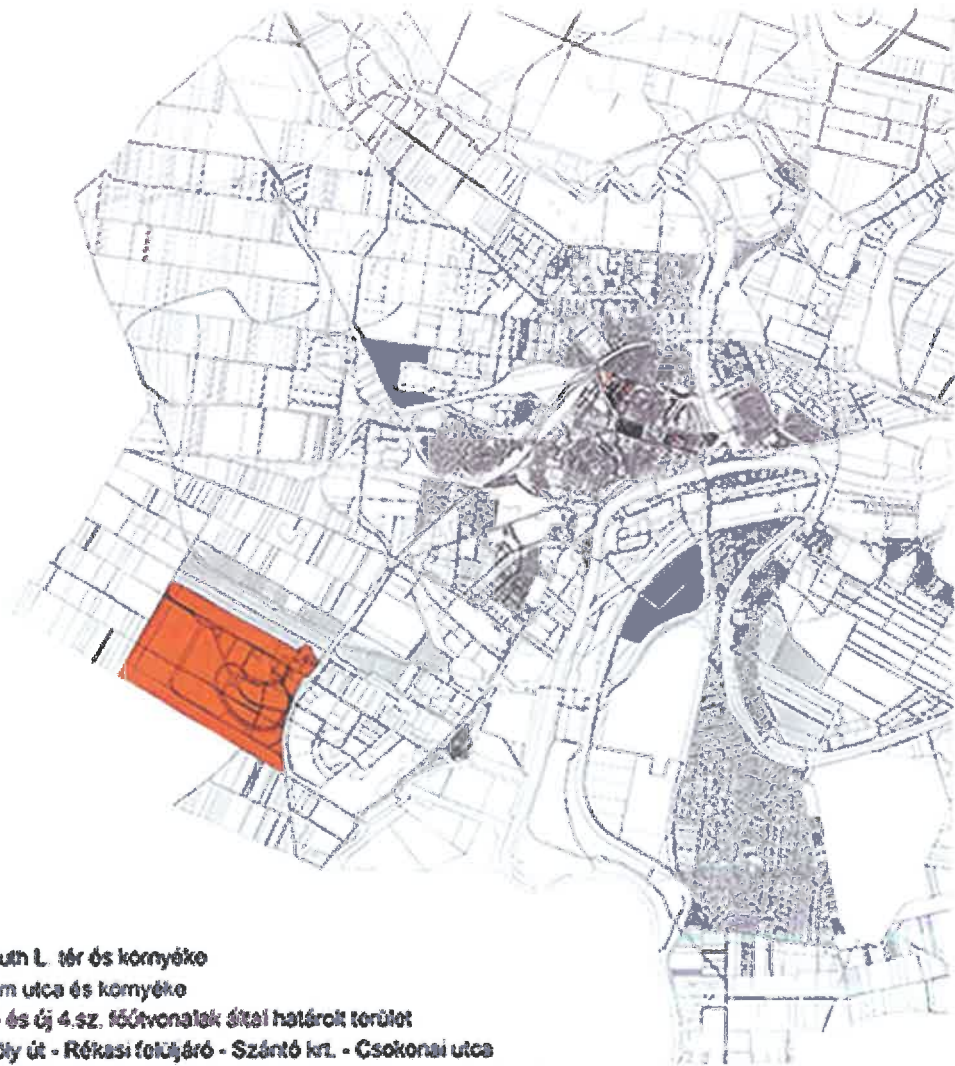 uth L. tér és környéke
m utca és környéke
és új 4.sz. főútvonalak által határolt terület
ly út - Rékasi felüljáró - Szántó krt. - Csokonai utca